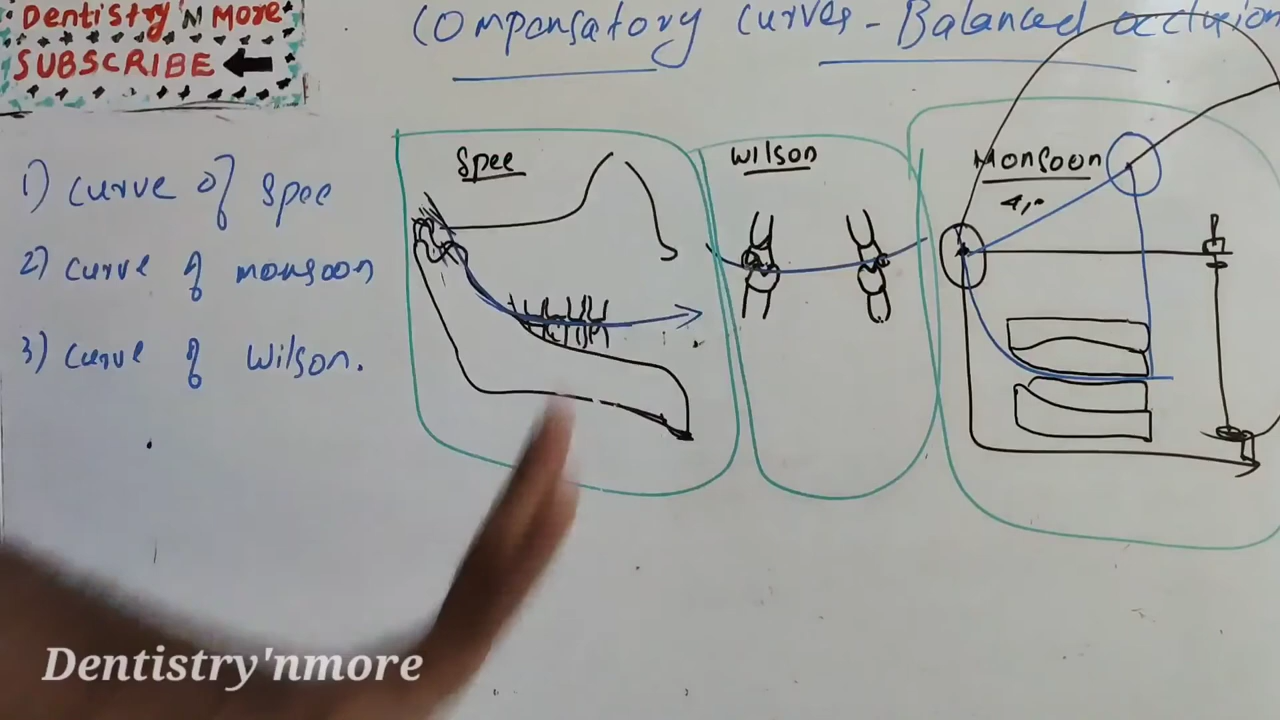 Dentistry 'N More
SUBSCRIBE
Compensatory Curves - Balanced occlusion
1) Curve of Spee
2) Curve of monsoon
3) Curve of Wilson.
Spee
Wilson
Monsoon
Dentistry'nmore